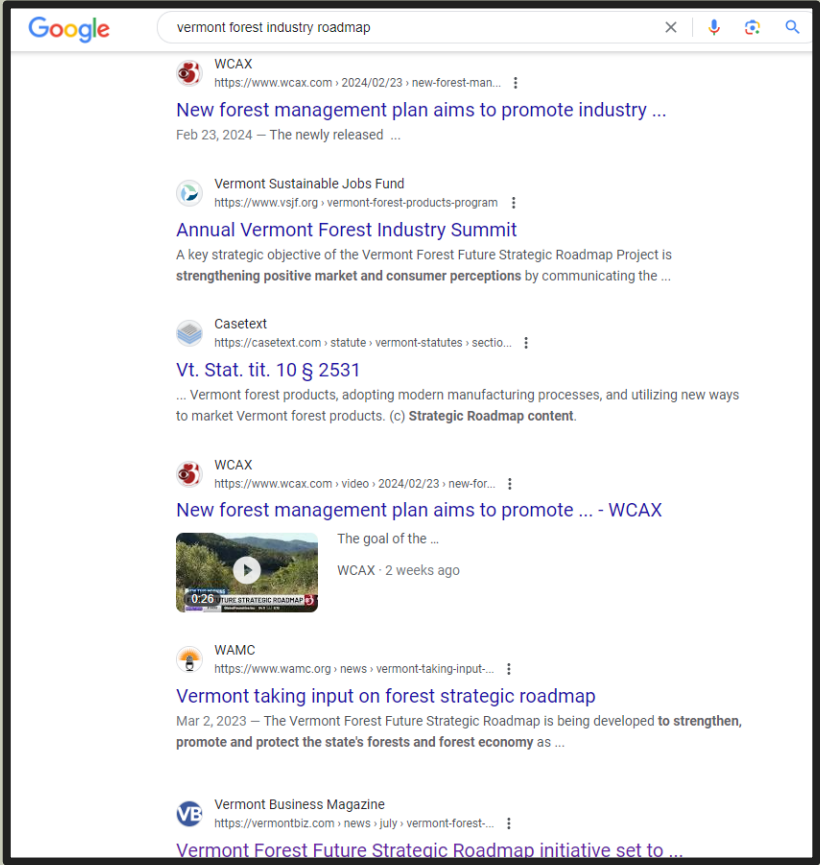 Google
vermont forest industry roadmap
WCAX
https://www.wcax.com › 2024/02/23 › new-forest-man...
New forest management plan aims to promote industry ...
Feb 23, 2024 — The newly released ...
Vermont Sustainable Jobs Fund
https://www.vsjf.org › vermont-forest-products-program
Annual Vermont Forest Industry Summit
A key strategic objective of the Vermont Forest Future Strategic Roadmap Project is
strengthening positive market and consumer perceptions by communicating the ...
Casetext
https://casetext.com › statute › vermont-statutes › sectio...
Vt. Stat. tit. 10 § 2531
... Vermont forest products, adopting modern manufacturing processes, and utilizing new ways
to market Vermont forest products. (c) Strategic Roadmap content.
WCAX
https://www.wcax.com › video › 2024/02/23 › new-for...
New forest management plan aims to promote ... - WCAX
The goal of the ...
WCAX · 2 weeks ago
0:26
TURE STRATEGIC ROADMAP
WAMC
https://www.wamc.org › news › vermont-taking-input-...
Vermont taking input on forest strategic roadmap
Mar 2, 2023 — The Vermont Forest Future Strategic Roadmap is being developed to strengthen,
promote and protect the state's forests and forest economy as ...
VB
Vermont Business Magazine
https://vermontbiz.com › news › july › vermont-forest-...
Vermont Forest Future Strategic Roadmap initiative set to ...